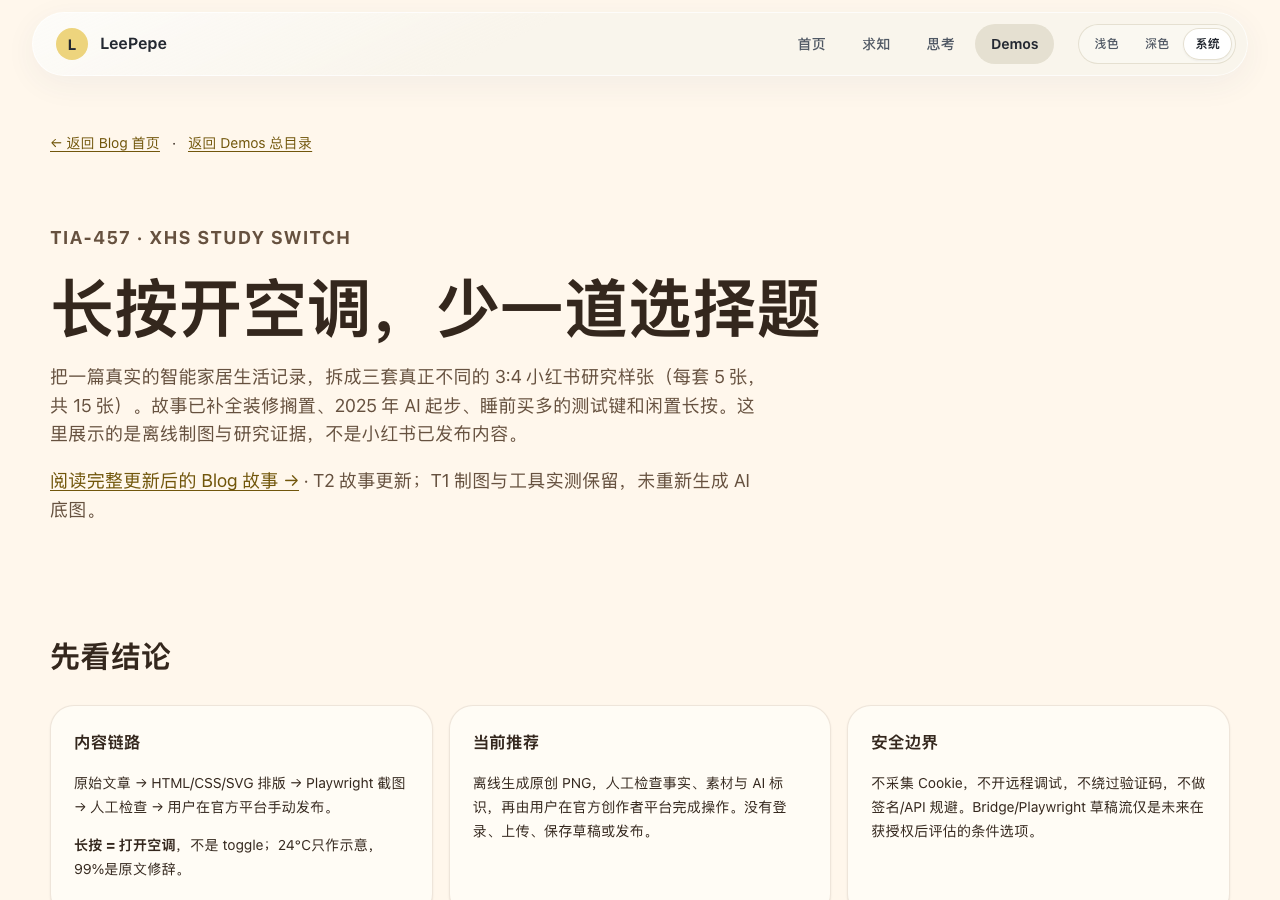 L LeePepe 首页 求知 思考 Demos 浅色 深色 系统
← 返回 Blog 首页 · 返回 Demos 总目录
TIA-457 · XHS STUDY SWITCH
长按开空调，少一道选择题
把一篇真实的智能家居生活记录，拆成三套真正不同的 3:4 小红书研究样张（每套 5 张，
共 15 张）。故事已补全装修搁置、2025 年 AI 起步、睡前买多的测试键和闲置长按。这
里展示的是离线制图与研究证据，不是小红书已发布内容。
阅读完整更新后的 Blog 故事 → · T2 故事更新；T1 制图与工具实测保留，未重新生成 AI
底图。
先看结论
内容链路
原始文章 → HTML/CSS/SVG 排版 → Playwright 截图
→ 人工检查 → 用户在官方平台手动发布。
长按 = 打开空调，不是 toggle；24°C只作示意，
99%是原文修辞。
当前推荐
离线生成原创 PNG，人工检查事实、素材与 AI 标
识，再由用户在官方创作者平台完成操作。没有登
录、上传、保存草稿或发布。
安全边界
不采集 Cookie，不开远程调试，不绕过验证码，不做
签名/API 规避。Bridge/Playwright 草稿流仅是未来在
获授权后评估的条件选项。